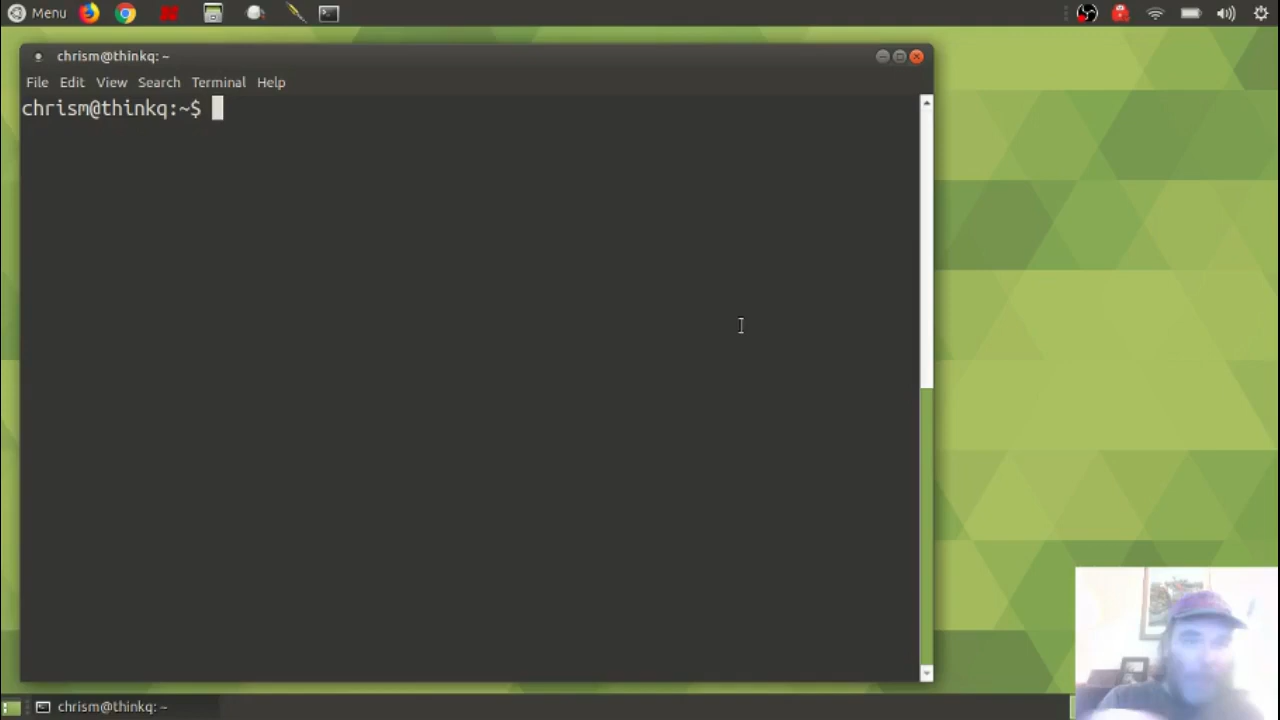 Menu
chrism@thinkq: ~
File Edit View Search Terminal Help
chrism@thinkq:~$
chrism@thinkq: ~